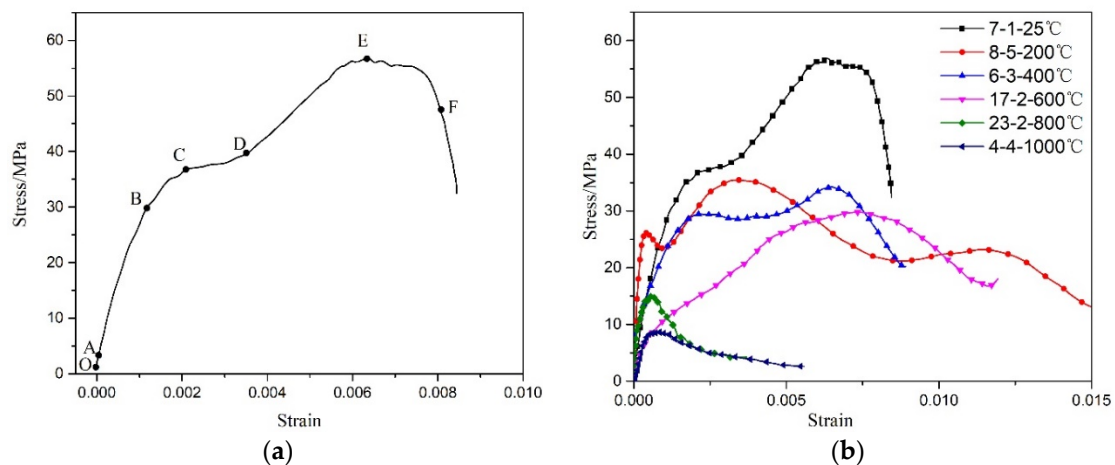 60
50
40
30
20
10
0
Stress/MPa
O
A
B
C
D
E
F
0.000 0.002 0.004 0.006 0.008 0.010
Strain
(a)
60
50
40
30
20
10
0
Stress/MPa
7-1-25℃
8-5-200℃
6-3-400℃
17-2-600℃
23-2-800℃
4-4-1000℃
0.000 0.005 0.010 0.015
Strain
(b)